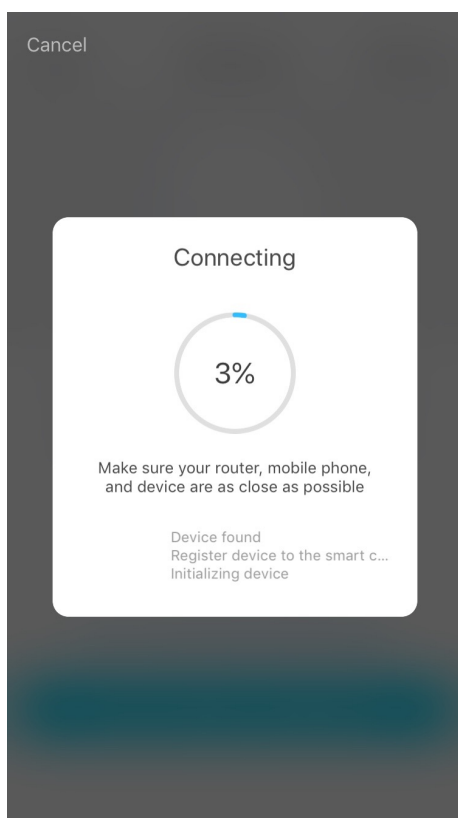 Cancel
Connecting
3%
Make sure your router, mobile phone,
and device are as close as possible
Device found
Register device to the smart c...
Initializing device